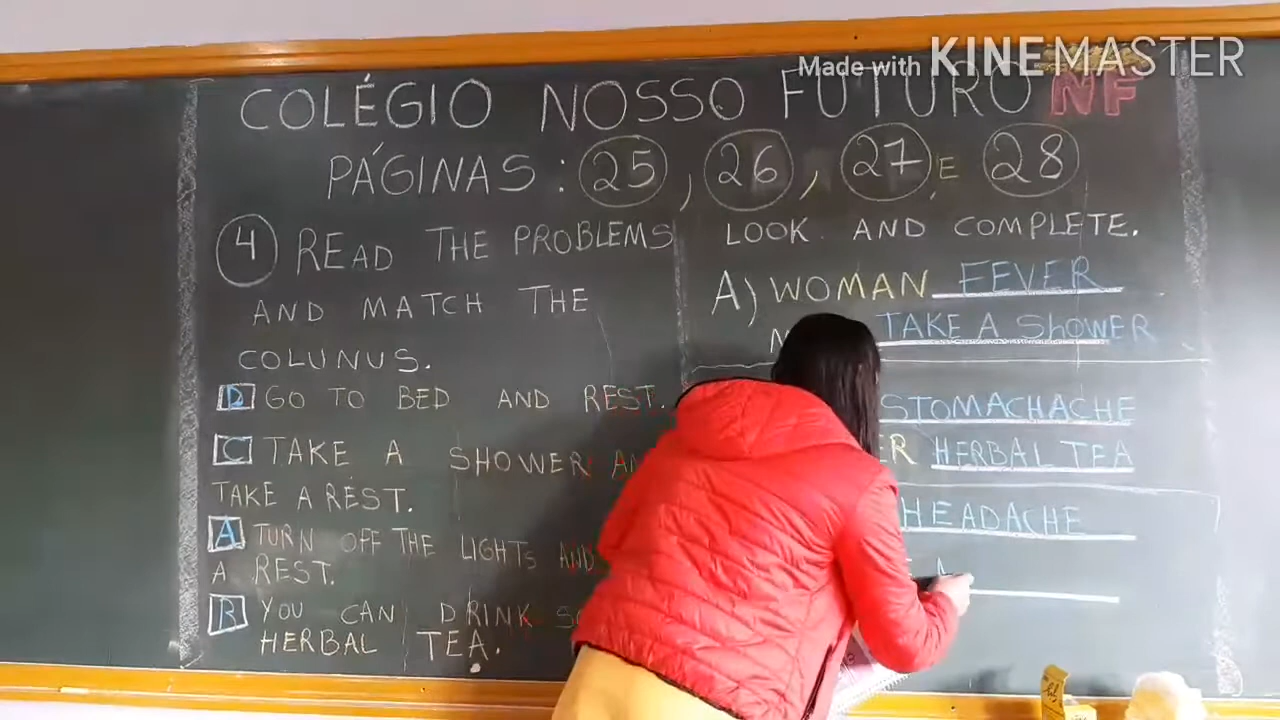 Made with KINEMASTER
COLÉGIO NOSSO FUTURO NF
PÁGINAS: 25, 26, 27, E 28
4 READ THE PROBLEMS
AND MATCH THE
COLUNUS.
D GO TO BED AND REST.
C TAKE A SHOWER
TAKE A REST.
A TURN OFF THE LIGHTS AND
A REST.
B YOU CAN DRINK
HERBAL TEA.
LOOK AND COMPLETE.
A) WOMAN FEVER
TAKE A ShOWER
STOMACHACHE
HERBAL TEA
HEADACHE